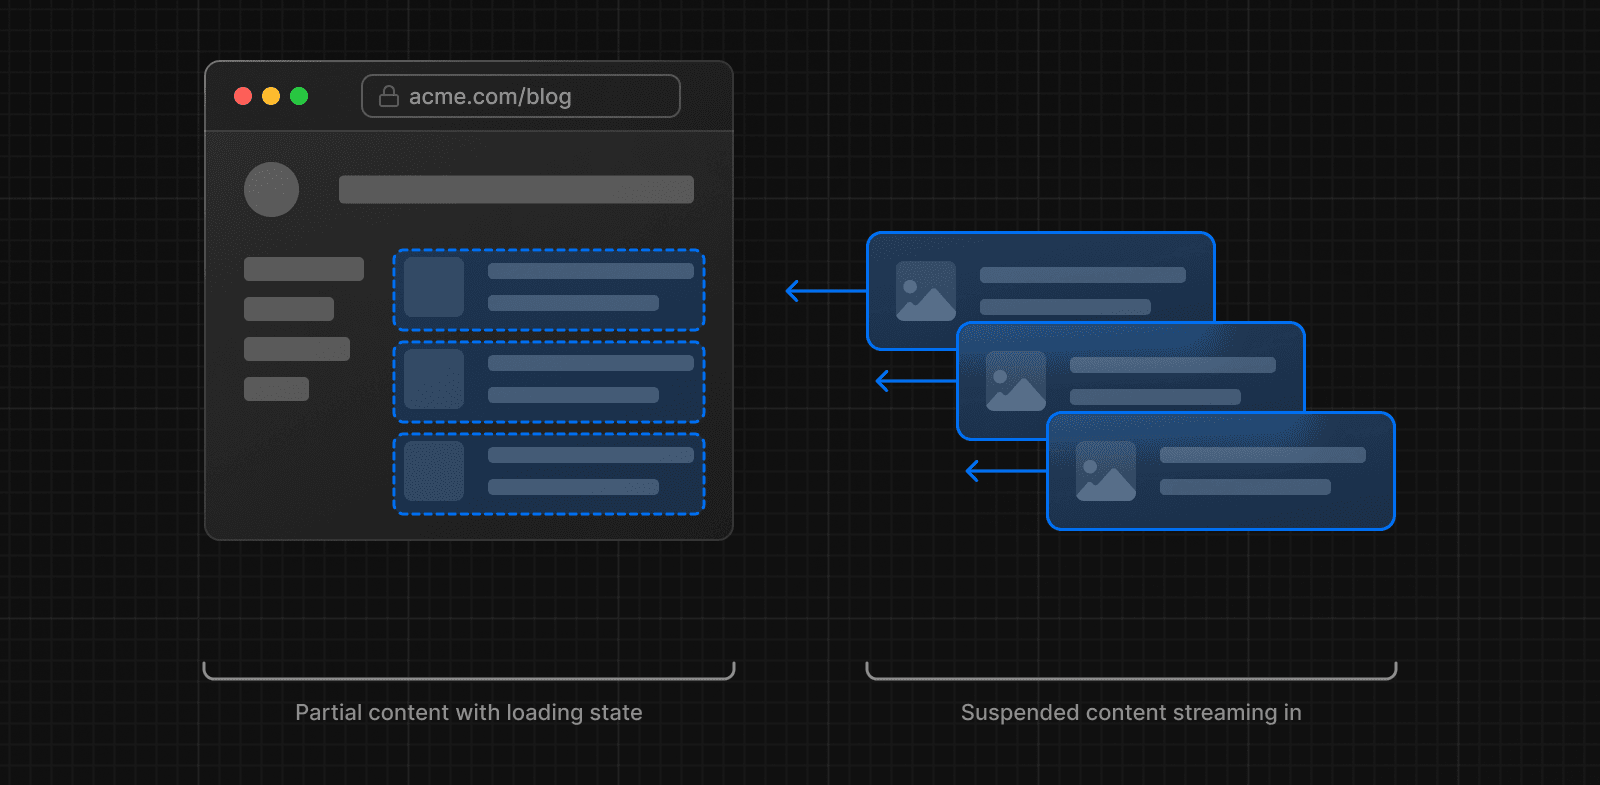 acme.com/blog
Partial content with loading state
Suspended content streaming in